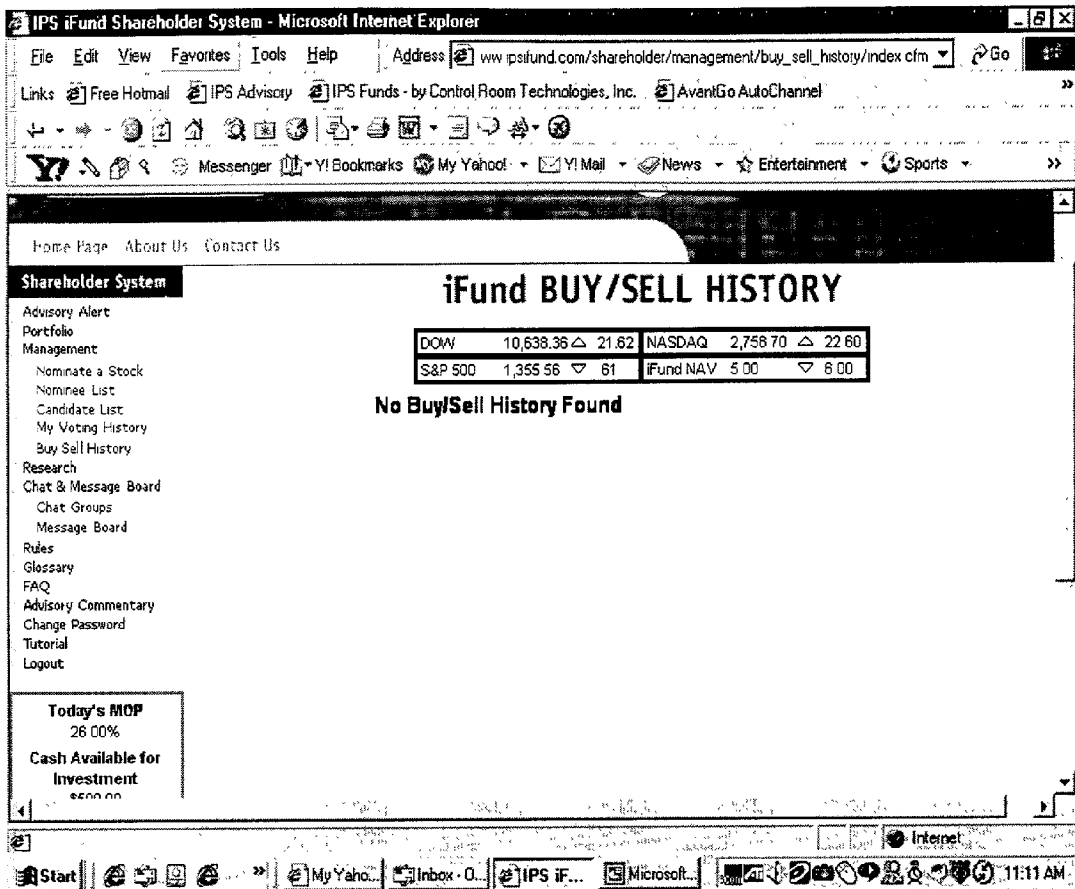 IPS iFund Shareholder System - Microsoft Internet Explorer
File Edit View Favorites Tools Help Address ww ipsifund.com/shareholder/management/buy_sell_history/index cfm Go
Links Free Hotmail IPS Advisory IPS Funds - by Control Room Technologies, Inc. AvantGo AutoChannel »
Y! Messenger Y! Bookmarks My Yahoo! Y! Mail News Entertainment Sports »
Home Page About Us Contact Us
Shareholder System
Advisory Alert
Portfolio
Management
Nominate a Stock
Nominee List
Candidate List
My Voting History
Buy Sell History
Research
Chat & Message Board
Chat Groups
Message Board
Rules
Glossary
FAQ
Advisory Commentary
Change Password
Tutorial
Logout
Today's MOP
26 00%
Cash Available for
Investment
$500.00
iFund BUY/SELL HISTORY
DOW 10,638.36 △ 21.62 NASDAQ 2,758 70 △ 22 60
S&P 500 1,355 56 ▽ 61 iFund NAV 5 00 ▽ 6 00
No Buy/Sell History Found
Internet
Start » My Yaho... Inbox - O... IPS iF... Microsoft... 11:11 AM